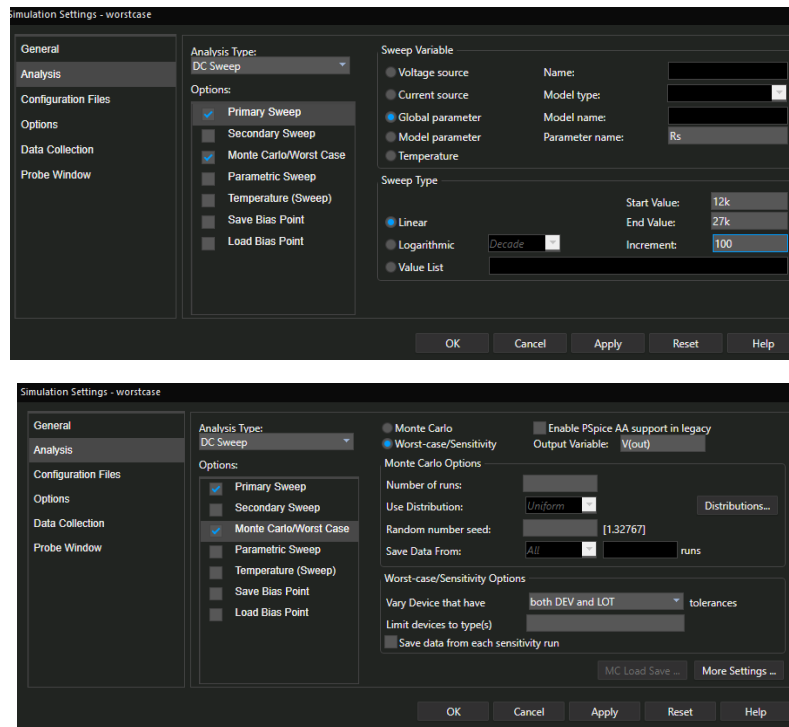 Simulation Settings - worstcase
General
Analysis
Configuration Files
Options
Data Collection
Probe Window
Analysis Type:
DC Sweep
Options:
Primary Sweep
Secondary Sweep
Monte Carlo/Worst Case
Parametric Sweep
Temperature (Sweep)
Save Bias Point
Load Bias Point
Sweep Variable
Voltage source
Current source
Global parameter
Model parameter
Temperature
Name:
Model type:
Model name:
Parameter name: Rs
Sweep Type
Linear
Logarithmic Decade
Value List
Start Value: 12k
End Value: 27k
Increment: 100
OK Cancel Apply Reset Help
Simulation Settings - worstcase
General
Analysis
Configuration Files
Options
Data Collection
Probe Window
Analysis Type:
DC Sweep
Options:
Primary Sweep
Secondary Sweep
Monte Carlo/Worst Case
Parametric Sweep
Temperature (Sweep)
Save Bias Point
Load Bias Point
Monte Carlo Enable PSpice AA support in legacy
Worst-case/Sensitivity Output Variable: V(out)
Monte Carlo Options
Number of runs:
Use Distribution: Uniform Distributions...
Random number seed: [1.32767]
Save Data From: All runs
Worst-case/Sensitivity Options
Vary Device that have both DEV and LOT tolerances
Limit devices to type(s)
Save data from each sensitivity run
MC Load Save ... More Settings ...
OK Cancel Apply Reset Help